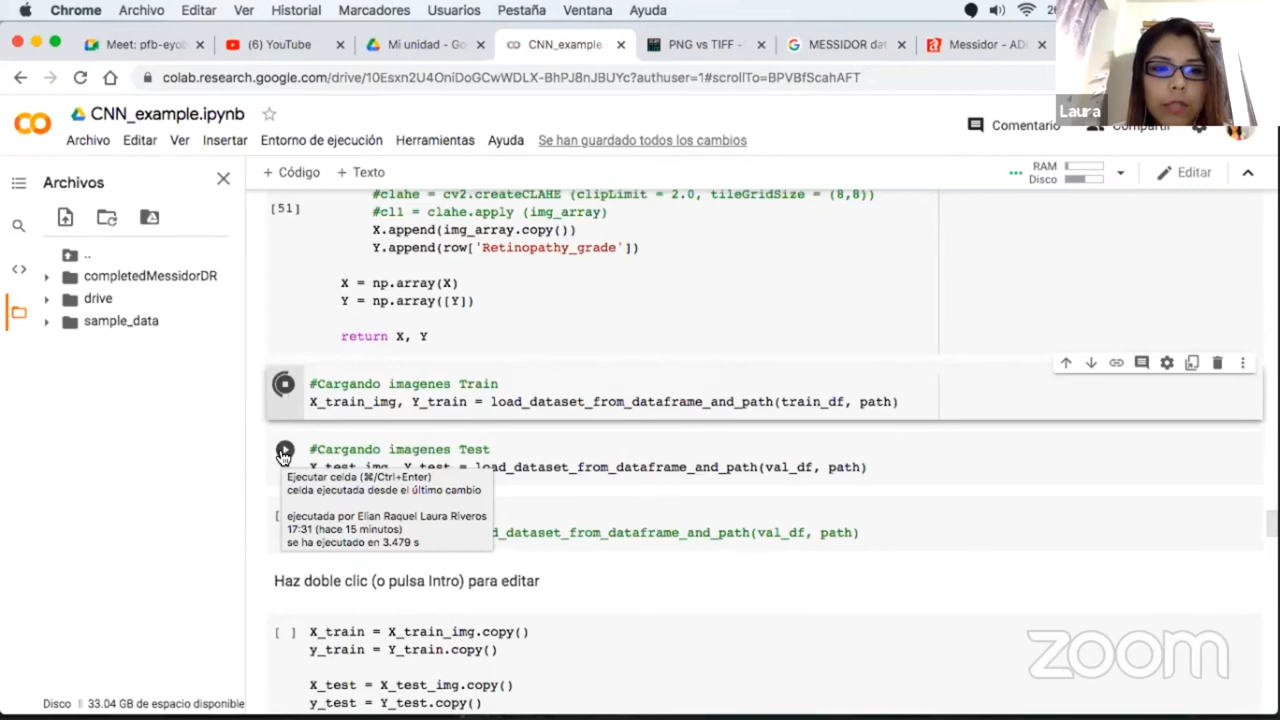 Chrome Archivo Editar Ver Historial Marcadores Usuarios Pestaña Ventana Ayuda
Meet: pfb-eyol
(6) YouTube
Mi unidad - Go
CNN_example.
PNG vs TIFF -
MESSIDOR da
Messidor - AD
colab.research.google.com/drive/10Esxn2U4OniDoGCwWDLX-BhPJ8nJBUYc?authuser=1#scrollTo=BPVBfScahAFT
Laura
CNN_example.ipynb
Comentario
Compartir
Archivo Editar Ver Insertar Entorno de ejecución Herramientas Ayuda Se han guardado todos los cambios
Archivos
+ Código + Texto
RAM
Disco
Editar
..
completedMessidorDR
drive
sample_data
#clahe = cv2.createCLAHE (clipLimit = 2.0, tileGridSize = (8,8))
[51]
#cl1 = clahe.apply (img_array)
X.append(img_array.copy())
Y.append(row['Retinopathy_grade'])
X = np.array(X)
Y = np.array([Y])
return X, Y
#Cargando imagenes Train
X_train_img, Y_train = load_dataset_from_dataframe_and_path(train_df, path)
#Cargando imagenes Test
X_test_img, Y_test = load_dataset_from_dataframe_and_path(val_df, path)
Ejecutar celda (⌘/Ctrl+Enter)
celda ejecutada desde el último cambio
ejecutada por Elian Raquel Laura Riveros
17:31 (hace 15 minutos)
se ha ejecutado en 3.479 s
d_dataset_from_dataframe_and_path(val_df, path)
Haz doble clic (o pulsa Intro) para editar
[ ] X_train = X_train_img.copy()
y_train = Y_train.copy()
X_test = X_test_img.copy()
y_test = Y_test.copy()
zoom
Disco 33.04 GB de espacio disponible